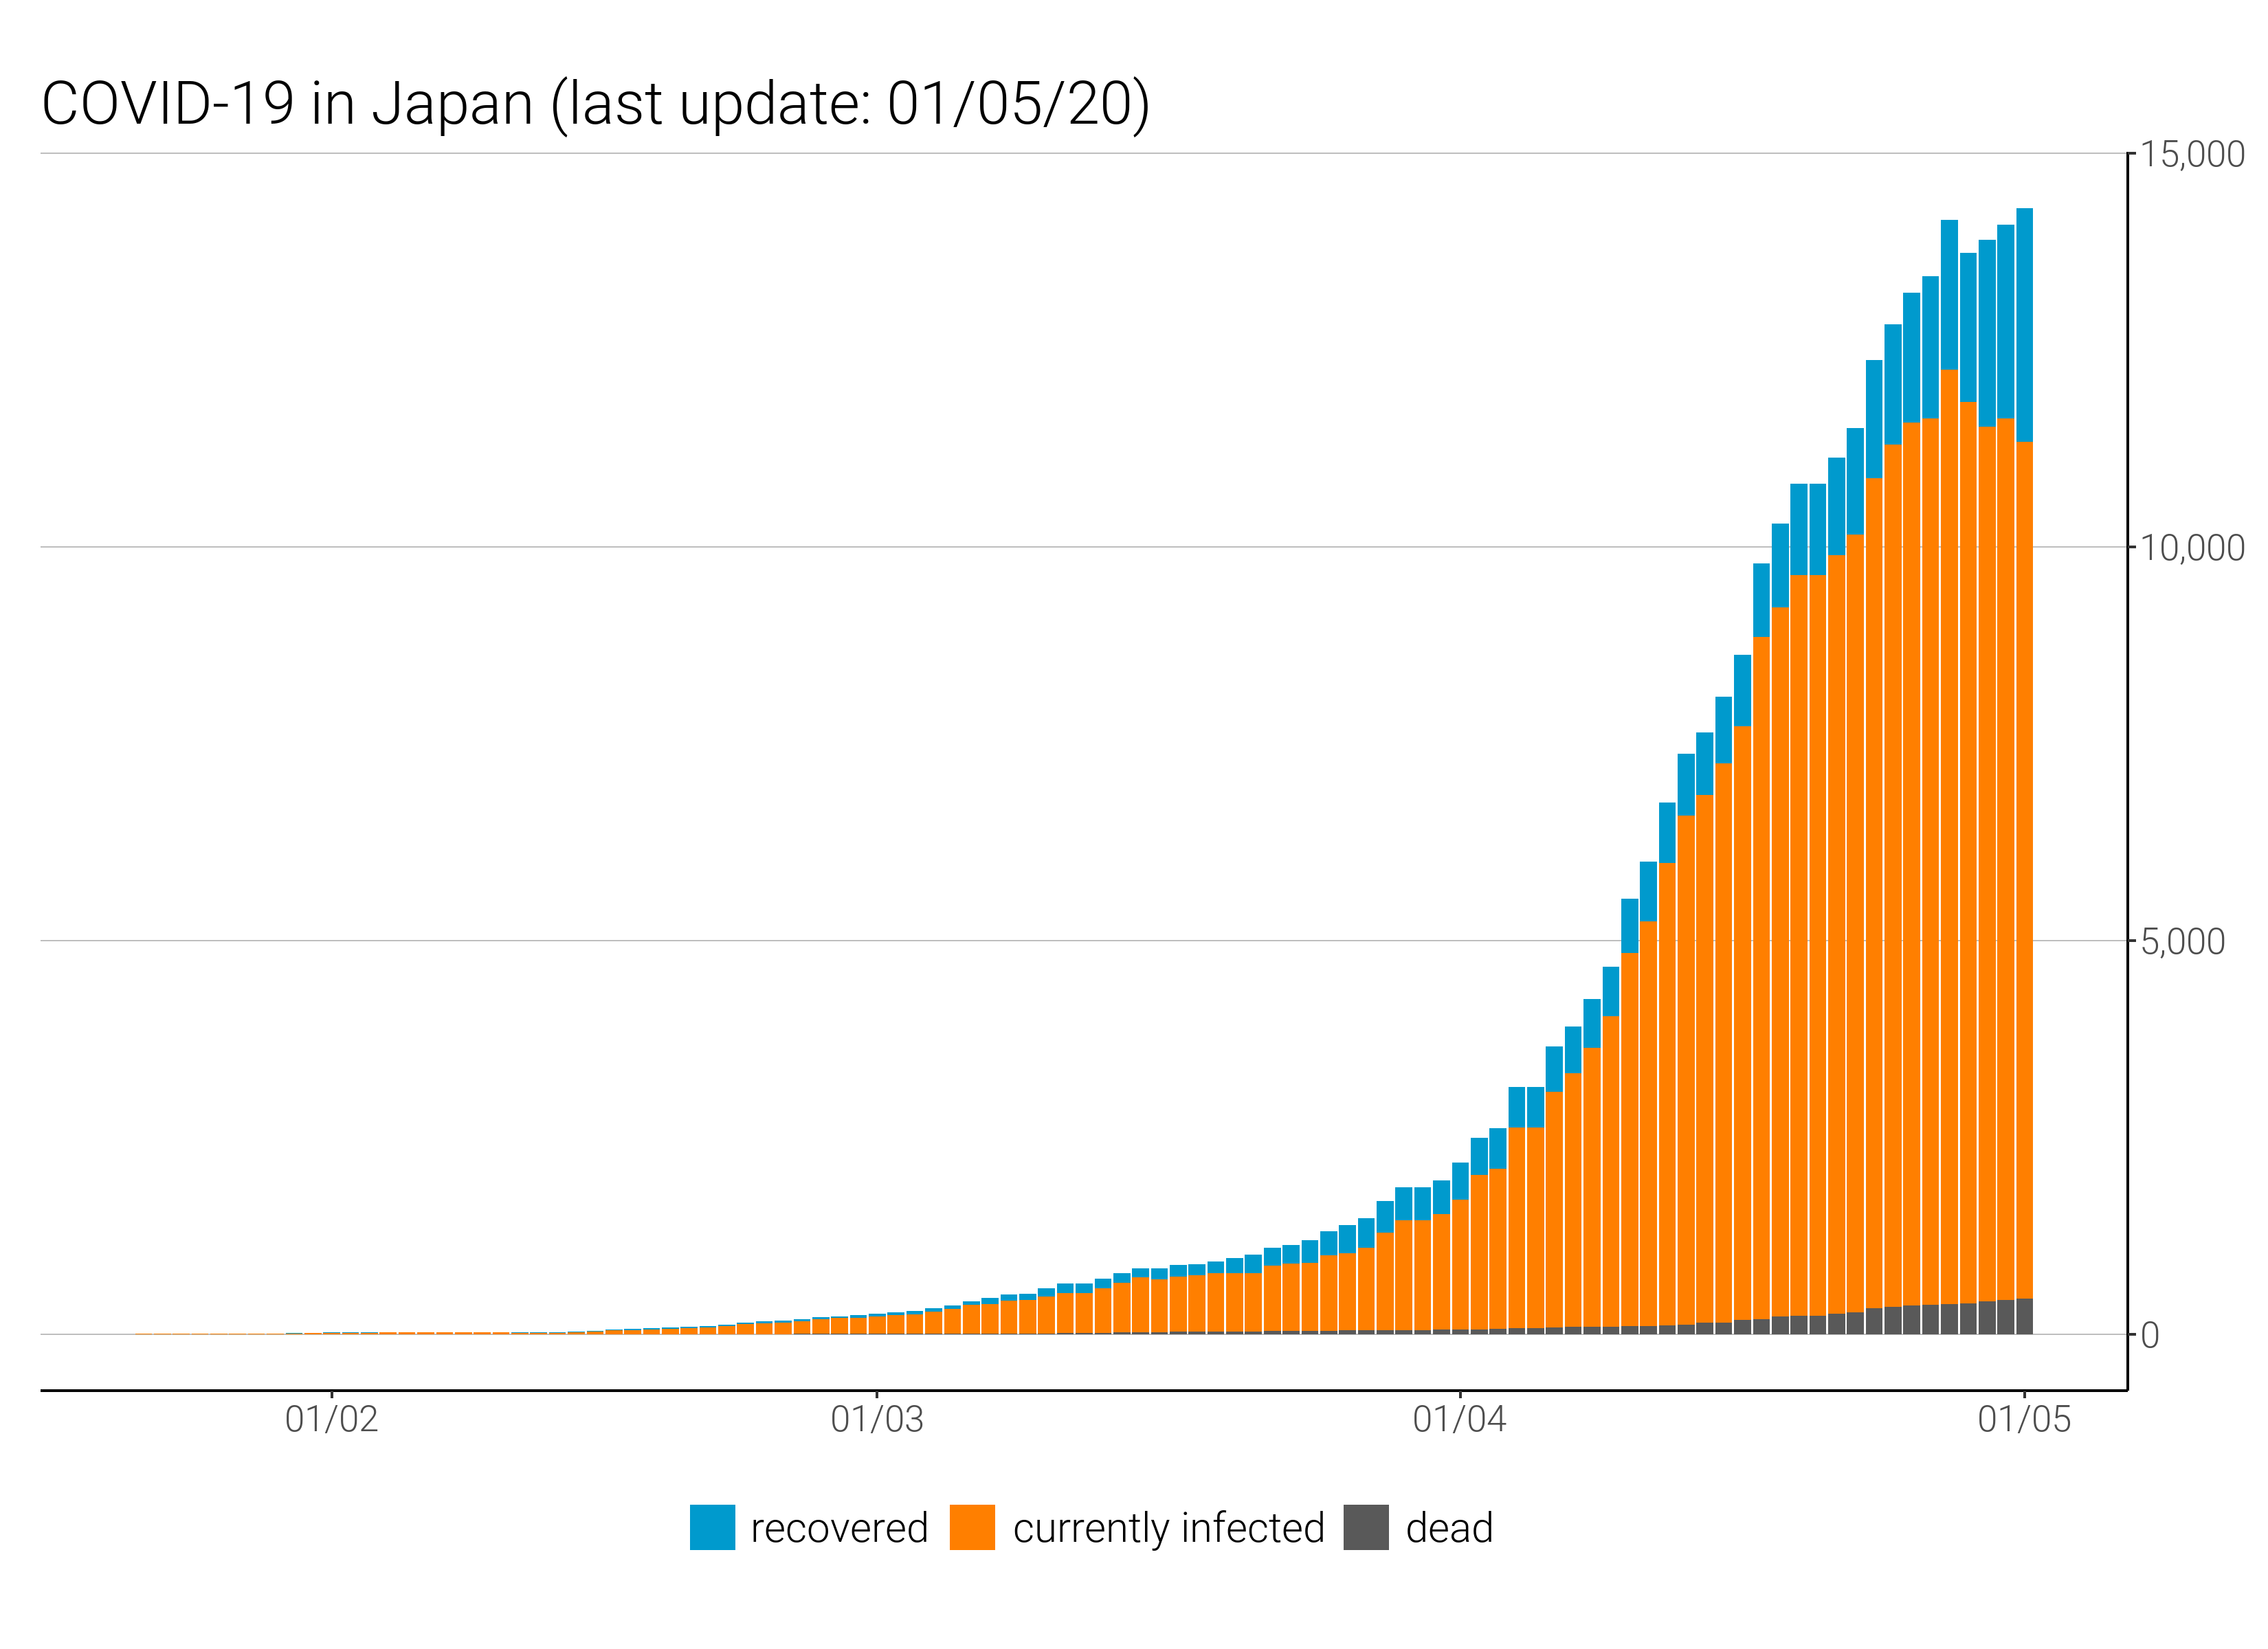 COVID-19 in Japan (last update: 01/05/20)
15,000
10,000
5,000
0
01/02 01/03 01/04 01/05
recovered currently infected dead